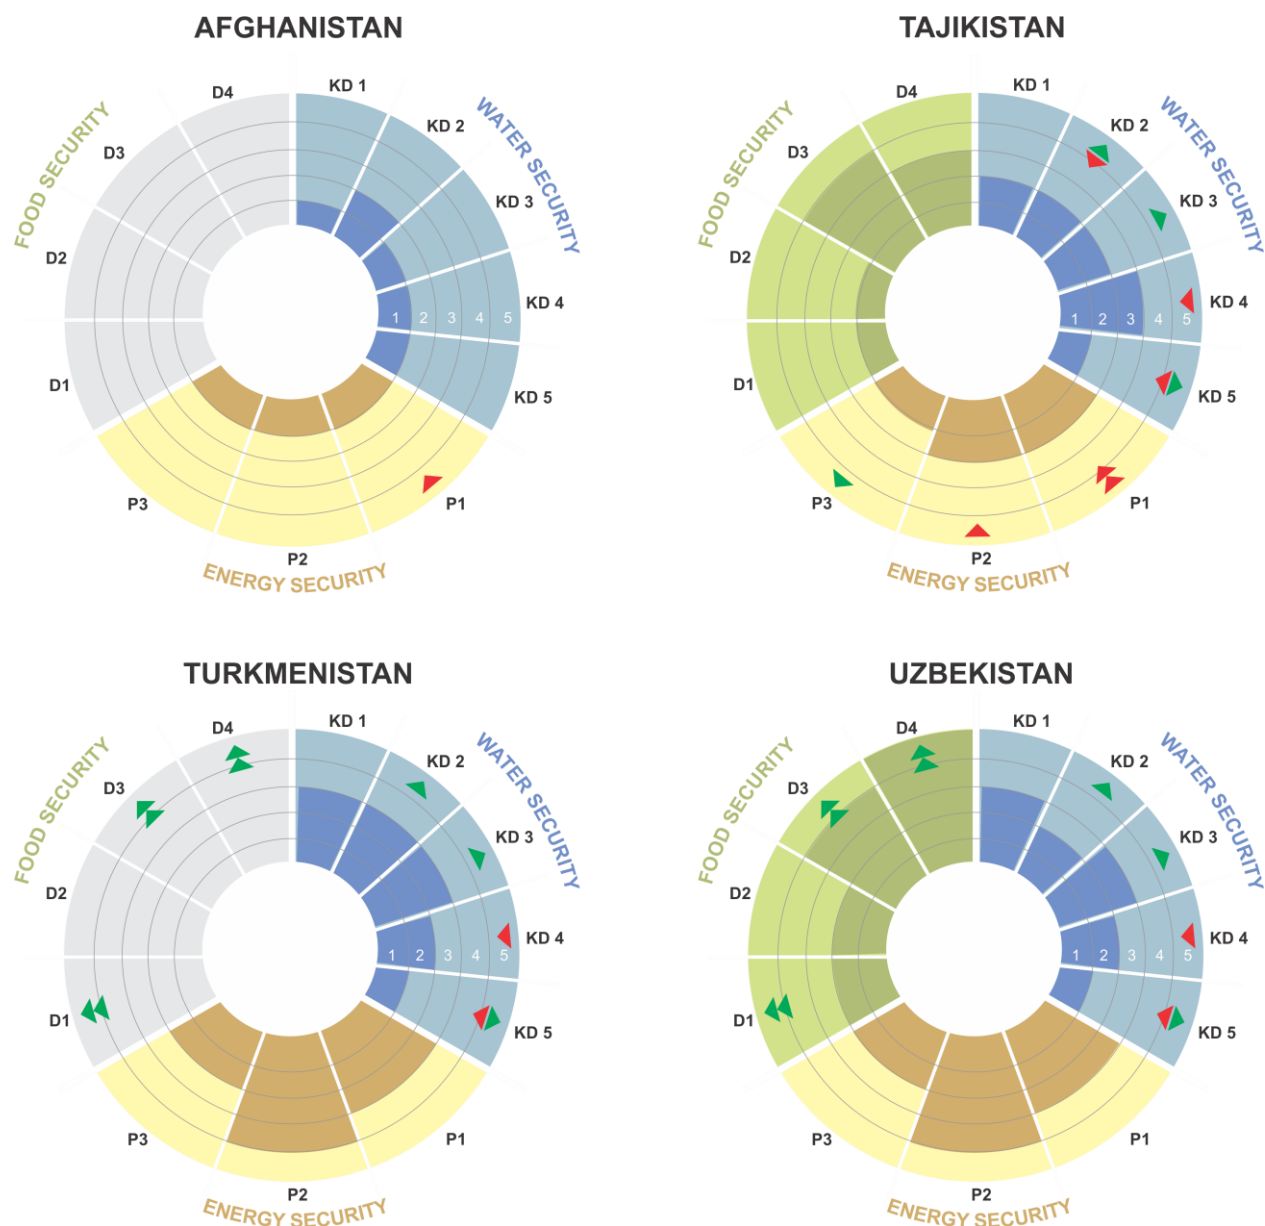 AFGHANISTAN
FOOD SECURITY
WATER SECURITY
ENERGY SECURITY
D4
D3
D2
D1
KD 1
KD 2
KD 3
KD 4
KD 5
1 2 3 4 5
P3
P2
P1
TAJIKISTAN
FOOD SECURITY
WATER SECURITY
ENERGY SECURITY
D4
D3
D2
D1
KD 1
KD 2
KD 3
KD 4
KD 5
1 2 3 4 5
P3
P2
P1
TURKMENISTAN
FOOD SECURITY
WATER SECURITY
ENERGY SECURITY
D4
D3
D2
D1
KD 1
KD 2
KD 3
KD 4
KD 5
1 2 3 4 5
P3
P2
P1
UZBEKISTAN
FOOD SECURITY
WATER SECURITY
ENERGY SECURITY
D4
D3
D2
D1
KD 1
KD 2
KD 3
KD 4
KD 5
1 2 3 4 5
P3
P2
P1